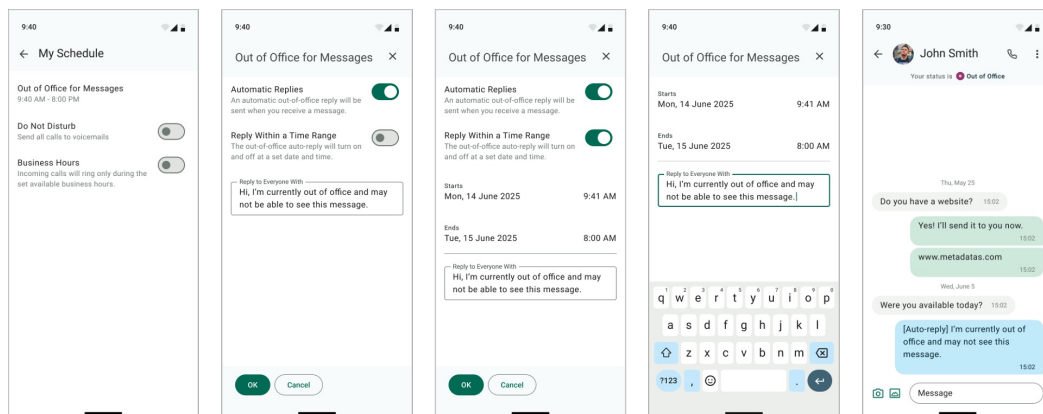 9:40
My Schedule
Out of Office for Messages
9:40 AM - 8:00 PM
Do Not Disturb
Send all calls to voicemails
Business Hours
Incoming calls will ring only during the
set available business hours.
9:40
Out of Office for Messages
Automatic Replies
An automatic out-of-office reply will be
sent when you receive a message.
Reply Within a Time Range
The out-of-office auto-reply will turn on
and off at a set date and time.
Reply to Everyone With
Hi, I'm currently out of office and may
not be able to see this message.
OK
Cancel
9:40
Out of Office for Messages
Automatic Replies
An automatic out-of-office reply will be
sent when you receive a message.
Reply Within a Time Range
The out-of-office auto-reply will turn on
and off at a set date and time.
Starts
Mon, 14 June 2025 9:41 AM
Ends
Tue, 15 June 2025 8:00 AM
Reply to Everyone With
Hi, I'm currently out of office and may
not be able to see this message.
OK
Cancel
9:40
Out of Office for Messages
Starts
Mon, 14 June 2025 9:41 AM
Ends
Tue, 15 June 2025 8:00 AM
Reply to Everyone With
Hi, I'm currently out of office and may
not be able to see this message.
1 2 3 4 5 6 7 8 9 0
q w e r t y u i o p
a s d f g h j k l
z x c v b n m
?123 , .
9:30
John Smith
Your status is Out of Office
Thu, May 25
Do you have a website? 15:02
Yes! I'll send it to you now.
15:02
www.metadatas.com
15:02
Wed, June 5
Were you available today? 15:02
[Auto-reply] I'm currently out of
office and may not see this
message.
15:02
Message